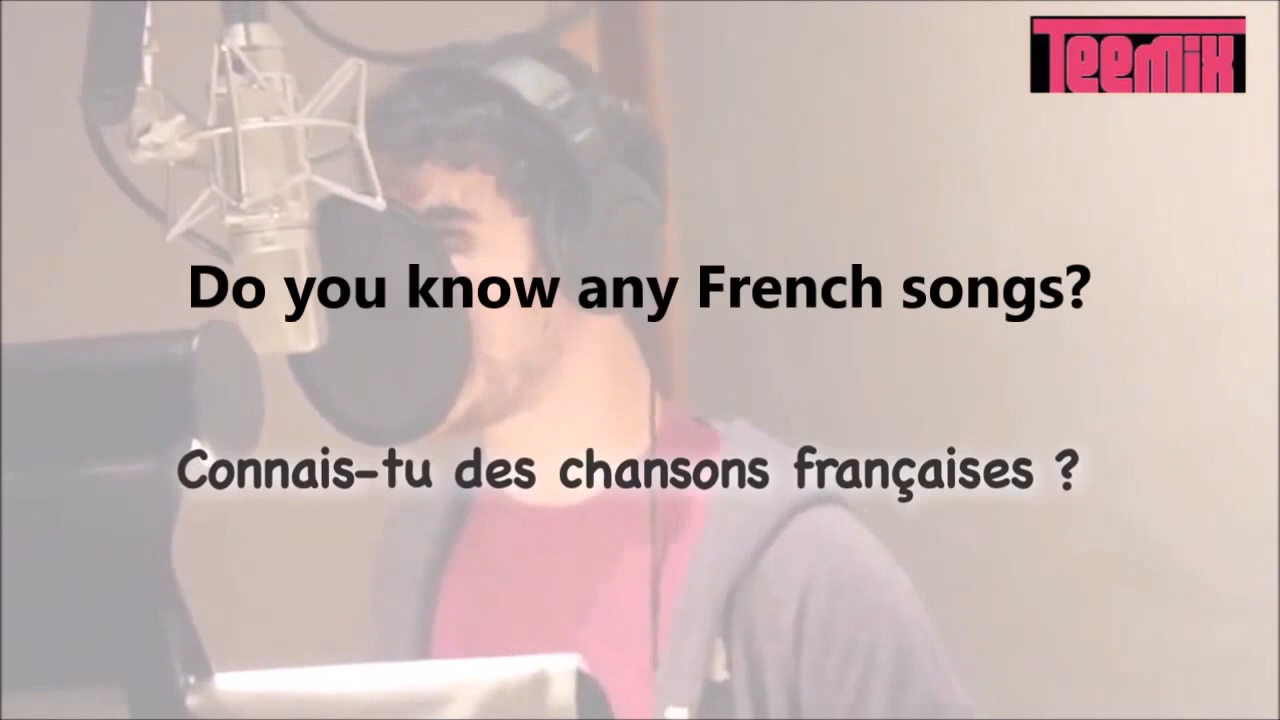 Teemix
Do you know any French songs?
Connais-tu des chansons françaises ?